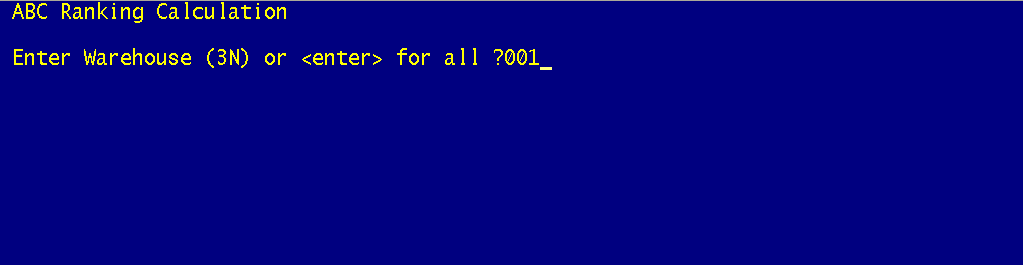 ABC Ranking Calculation
Enter Warehouse (3N) or <enter> for all ?001_